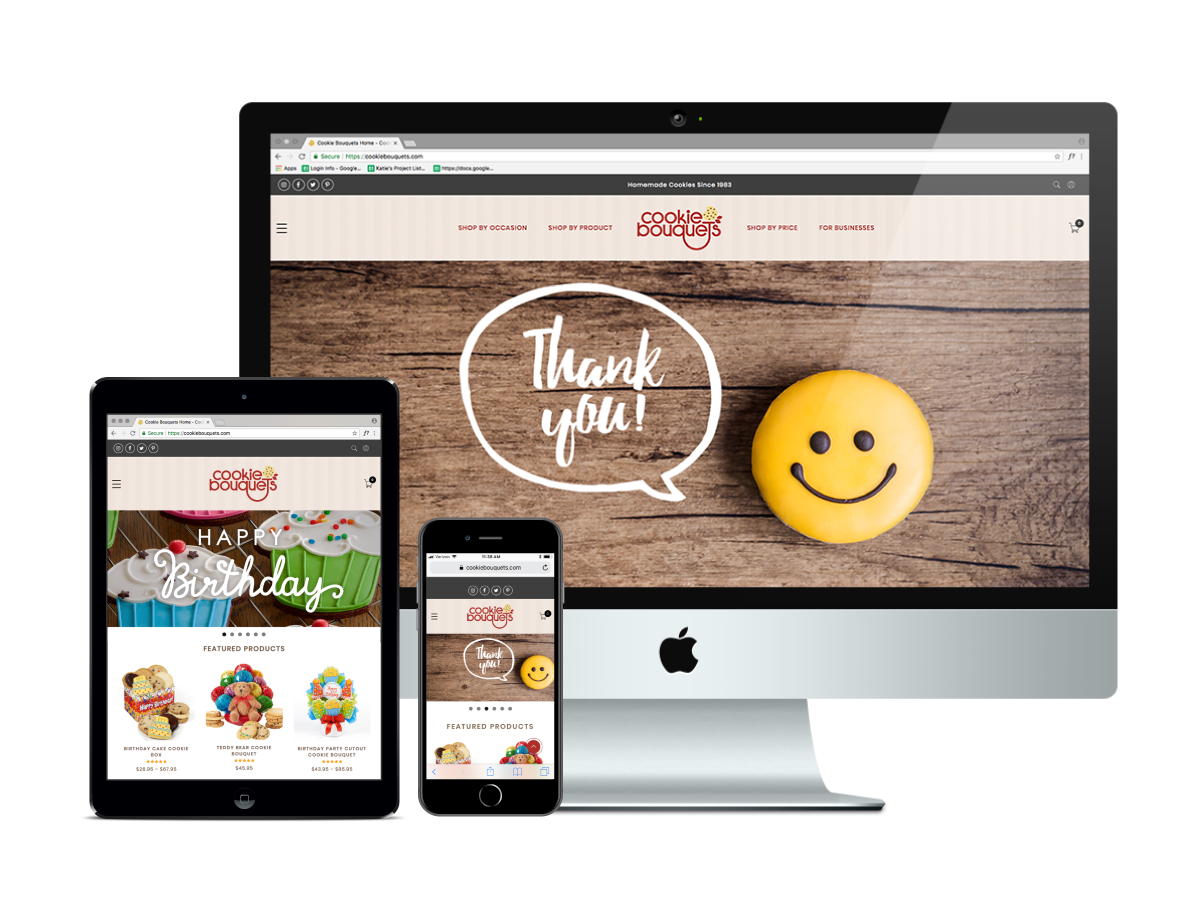 Cookie Bouquets Home - Coo
Secure https://cookiebouquets.com
Apps Login Info - Google... Katie's Project List... https://docs.google...
Homemade Cookies Since 1983
SHOP BY OCCASION SHOP BY PRODUCT cookie bouquets SHOP BY PRICE FOR BUSINESSES
0
Thank
you!
Cookie Bouquets Home - Coo
Secure https://cookiebouquets.com
cookie
bouquets
HAPPY
Birthday
FEATURED PRODUCTS
Happy Birthday!
BIRTHDAY CAKE COOKIE
BOX
$28.95 – $67.95
TEDDY BEAR COOKIE
BOUQUET
$45.95
BIRTHDAY PARTY CUTOUT
COOKIE BOUQUET
$43.95 – $85.95
Verizon 11:38 AM
cookiebouquets.com
cookie
bouquets
Thank
you!
FEATURED PRODUCTS